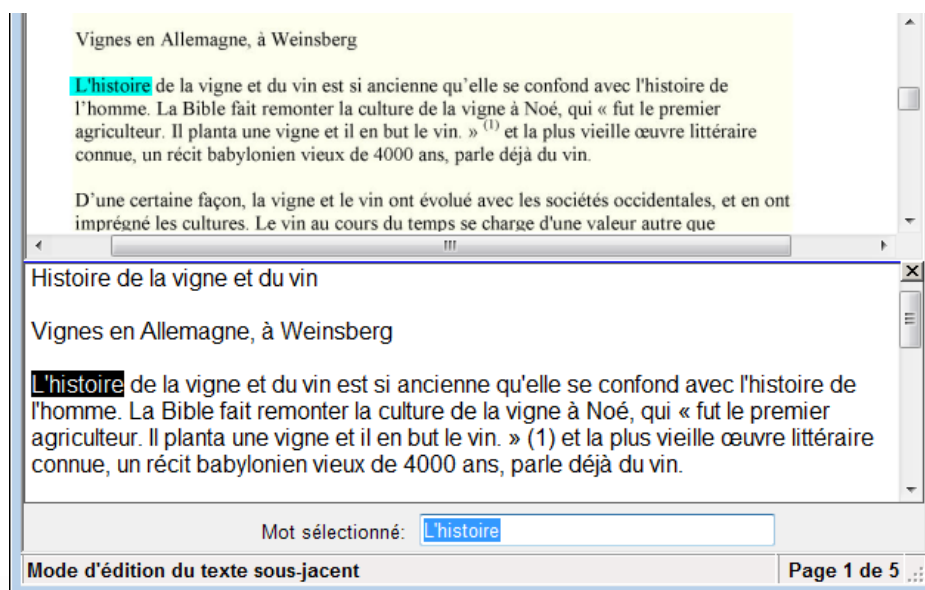 Vignes en Allemagne, à Weinsberg
L'histoire de la vigne et du vin est si ancienne qu’elle se confond avec l'histoire de
l’homme. La Bible fait remonter la culture de la vigne à Noé, qui « fut le premier
agriculteur. Il planta une vigne et il en but le vin. » (1) et la plus vieille œuvre littéraire
connue, un récit babylonien vieux de 4000 ans, parle déjà du vin.
D’une certaine façon, la vigne et le vin ont évolué avec les sociétés occidentales, et en ont
imprégné les cultures. Le vin au cours du temps se charge d'une valeur autre que
Histoire de la vigne et du vin
Vignes en Allemagne, à Weinsberg
L'histoire de la vigne et du vin est si ancienne qu'elle se confond avec l'histoire de
l'homme. La Bible fait remonter la culture de la vigne à Noé, qui « fut le premier
agriculteur. Il planta une vigne et il en but le vin. » (1) et la plus vieille œuvre littéraire
connue, un récit babylonien vieux de 4000 ans, parle déjà du vin.
Mot sélectionné: L'histoire
Mode d'édition du texte sous-jacent Page 1 de 5